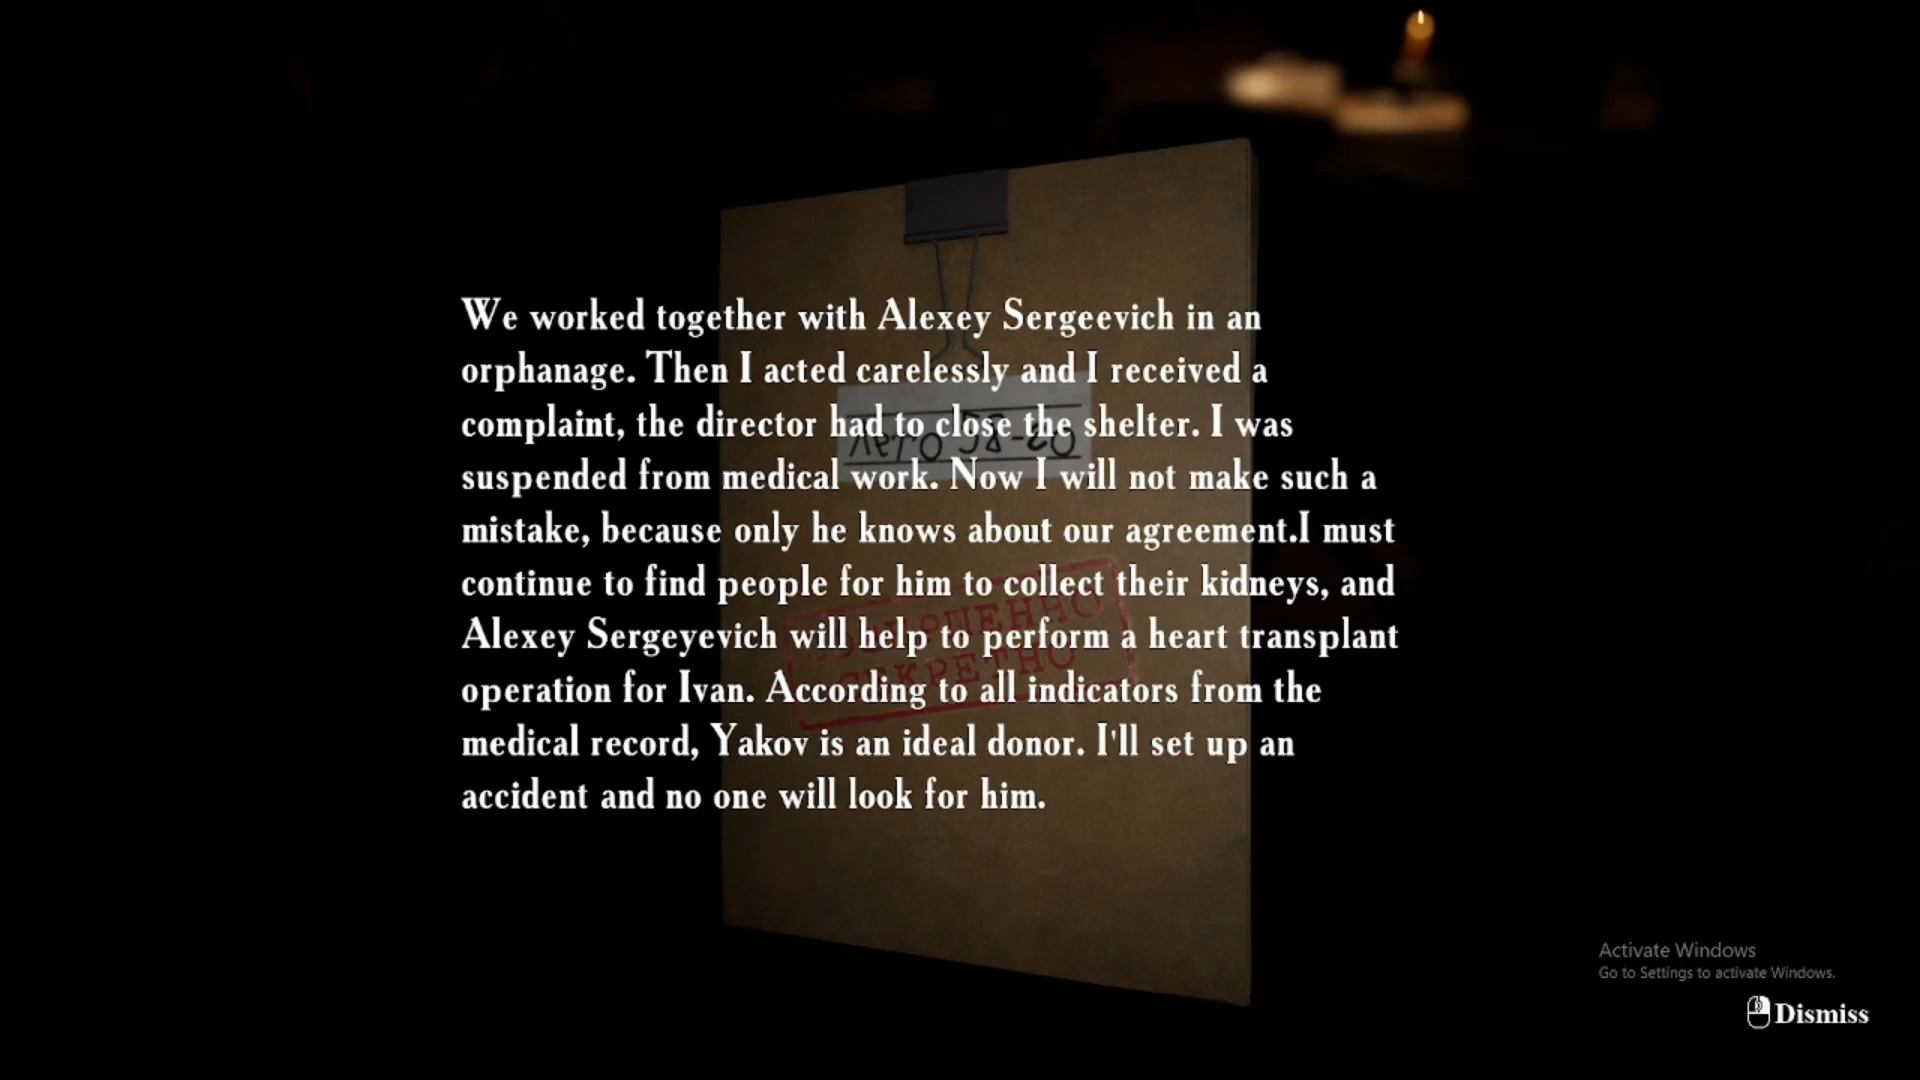 We worked together with Alexey Sergeevich in an
orphanage. Then I acted carelessly and I received a
complaint, the director had to close the shelter. I was
suspended from medical work. Now I will not make such a
mistake, because only he knows about our agreement.I must
continue to find people for him to collect their kidneys, and
Alexey Sergeyevich will help to perform a heart transplant
operation for Ivan. According to all indicators from the
medical record, Yakov is an ideal donor. I'll set up an
accident and no one will look for him.
СЕКРЕТНО
Activate Windows
Go to Settings to activate Windows.
Dismiss